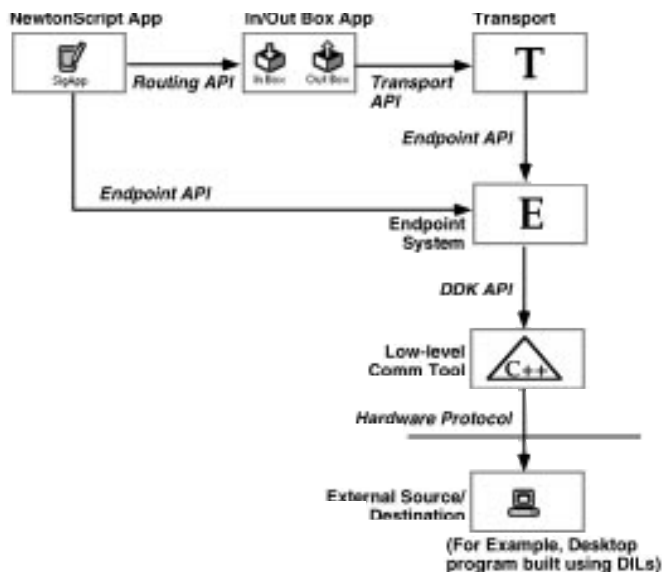 NewtonScript App
In/Out Box App
Transport
SigApp
Routing API
In Box
Out Box
Transport
API
T
Endpoint API
Endpoint API
E
Endpoint
System
DDK API
Low-level
Comm Tool
C++
Hardware Protocol
External Source/
Destination
(For Example, Desktop
program built using DILs)